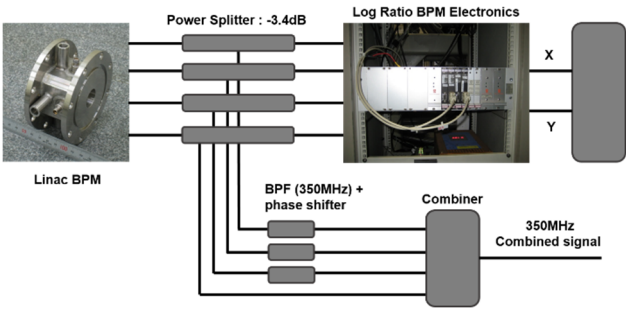 Power Splitter : -3.4dB
Log Ratio BPM Electronics
X
Y
Linac BPM
BPF (350MHz) +
phase shifter
Combiner
350MHz
Combined signal